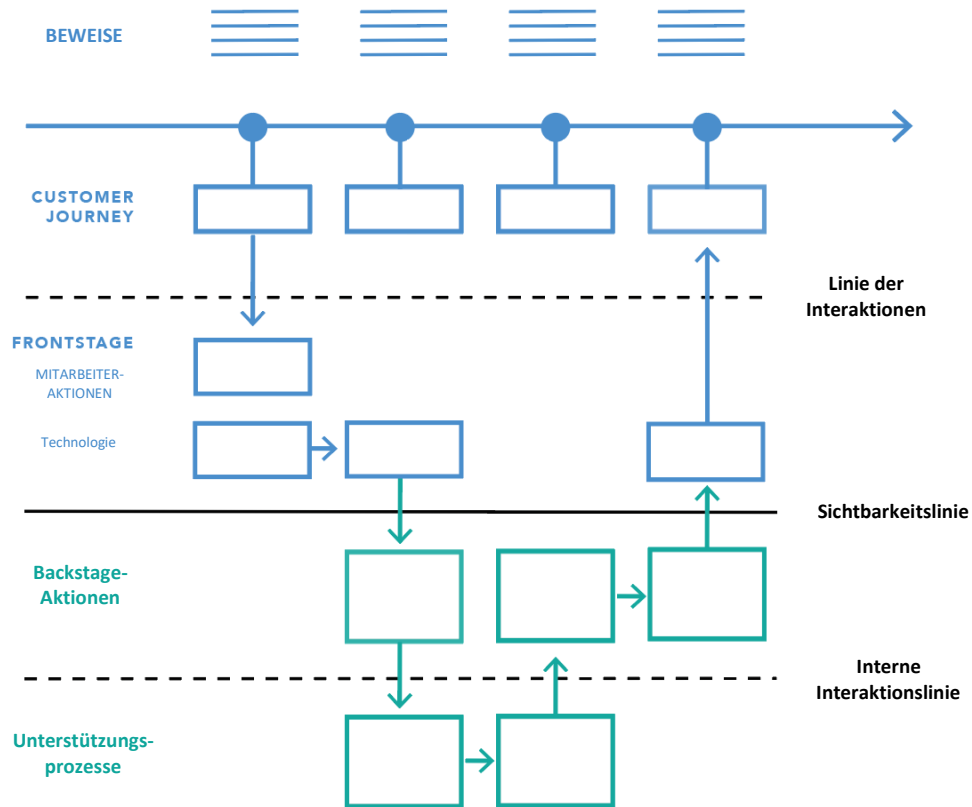 BEWEISE
CUSTOMER
JOURNEY
Linie der
Interaktionen
FRONTSTAGE
MITARBEITER-
AKTIONEN
Technologie
Sichtbarkeitslinie
Backstage-
Aktionen
Interne
Interaktionslinie
Unterstützungs-
prozesse